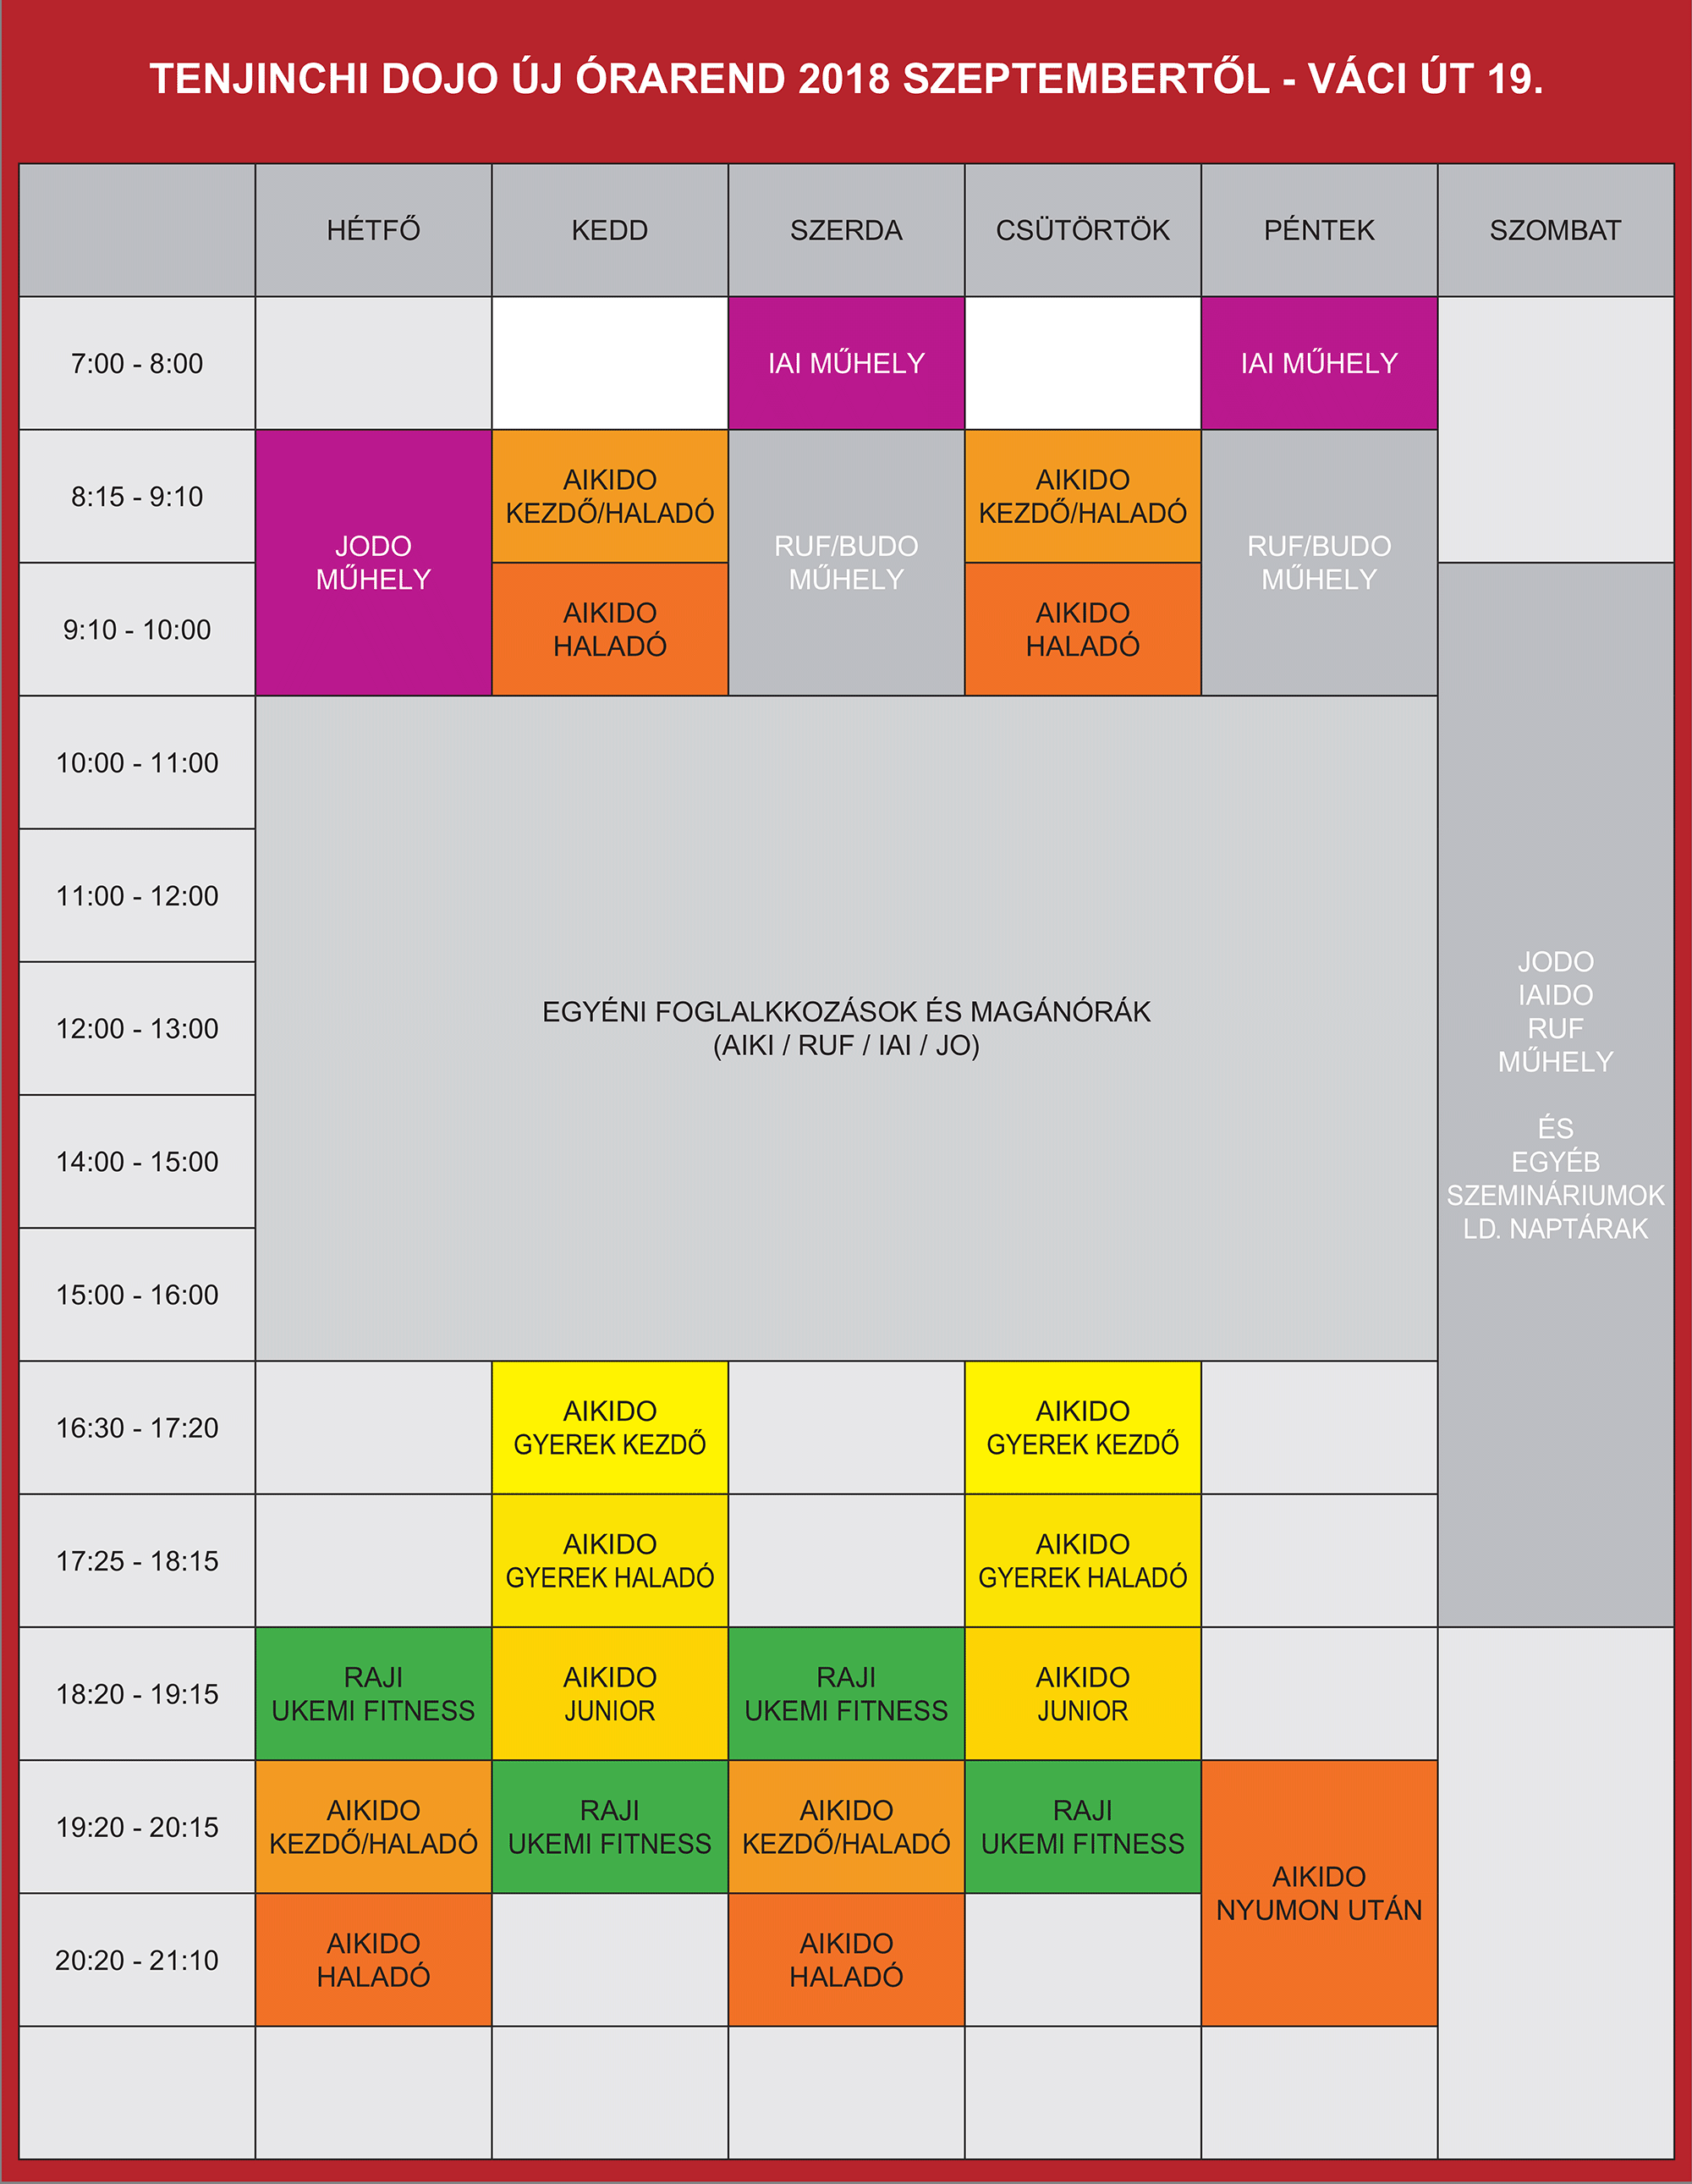 TENJINCHI DOJO ÚJ ÓRAREND 2018 SZEPTEMBERTŐL - VÁCI ÚT 19.
HÉTFŐ
KEDD
SZERDA
CSÜTÖRTÖK
PÉNTEK
SZOMBAT
7:00 - 8:00
IAI MŰHELY
IAI MŰHELY
8:15 - 9:10
JODO
MŰHELY
AIKIDO
KEZDŐ/HALADÓ
RUF/BUDO
MŰHELY
AIKIDO
KEZDŐ/HALADÓ
RUF/BUDO
MŰHELY
9:10 - 10:00
AIKIDO
HALADÓ
AIKIDO
HALADÓ
JODO
IAIDO
RUF
MŰHELY
ÉS
EGYÉB
SZEMINÁRIUMOK
LD. NAPTÁRAK
10:00 - 11:00
EGYÉNI FOGLALKKOZÁSOK ÉS MAGÁNÓRÁK
(AIKI / RUF / IAI / JO)
11:00 - 12:00
12:00 - 13:00
14:00 - 15:00
15:00 - 16:00
16:30 - 17:20
AIKIDO
GYEREK KEZDŐ
AIKIDO
GYEREK KEZDŐ
17:25 - 18:15
AIKIDO
GYEREK HALADÓ
AIKIDO
GYEREK HALADÓ
18:20 - 19:15
RAJI
UKEMI FITNESS
AIKIDO
JUNIOR
RAJI
UKEMI FITNESS
AIKIDO
JUNIOR
19:20 - 20:15
AIKIDO
KEZDŐ/HALADÓ
RAJI
UKEMI FITNESS
AIKIDO
KEZDŐ/HALADÓ
RAJI
UKEMI FITNESS
AIKIDO
NYUMON UTÁN
20:20 - 21:10
AIKIDO
HALADÓ
AIKIDO
HALADÓ